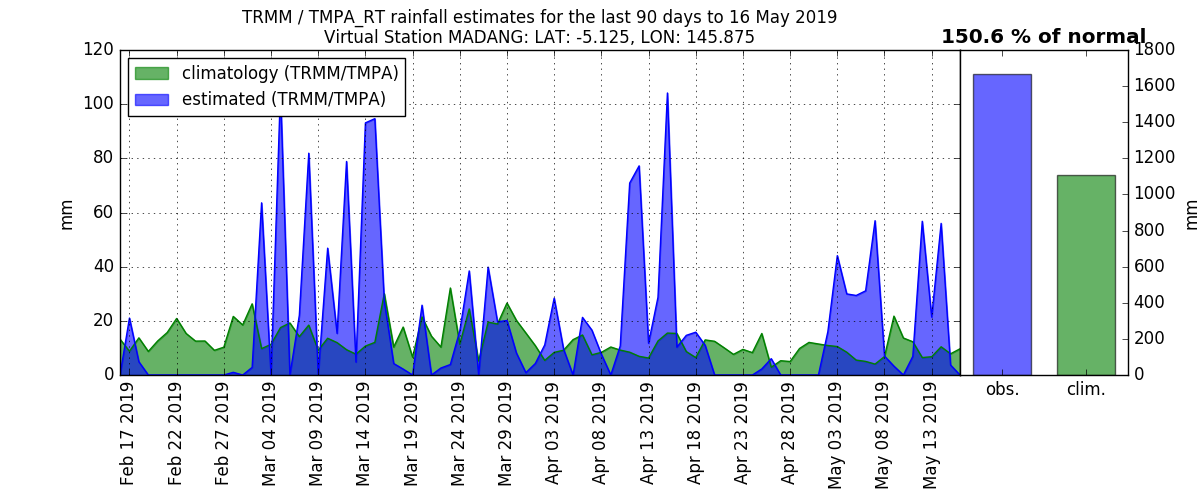 TRMM / TMPA_RT rainfall estimates for the last 90 days to 16 May 2019
Virtual Station MADANG: LAT: -5.125, LON: 145.875
150.6 % of normal
climatology (TRMM/TMPA)
estimated (TRMM/TMPA)
mm
120
100
80
60
40
20
0
Feb 17 2019
Feb 22 2019
Feb 27 2019
Mar 04 2019
Mar 09 2019
Mar 14 2019
Mar 19 2019
Mar 24 2019
Mar 29 2019
Apr 03 2019
Apr 08 2019
Apr 13 2019
Apr 18 2019
Apr 23 2019
Apr 28 2019
May 03 2019
May 08 2019
May 13 2019
obs.
clim.
1800
1600
1400
1200
1000
800
600
400
200
0
mm